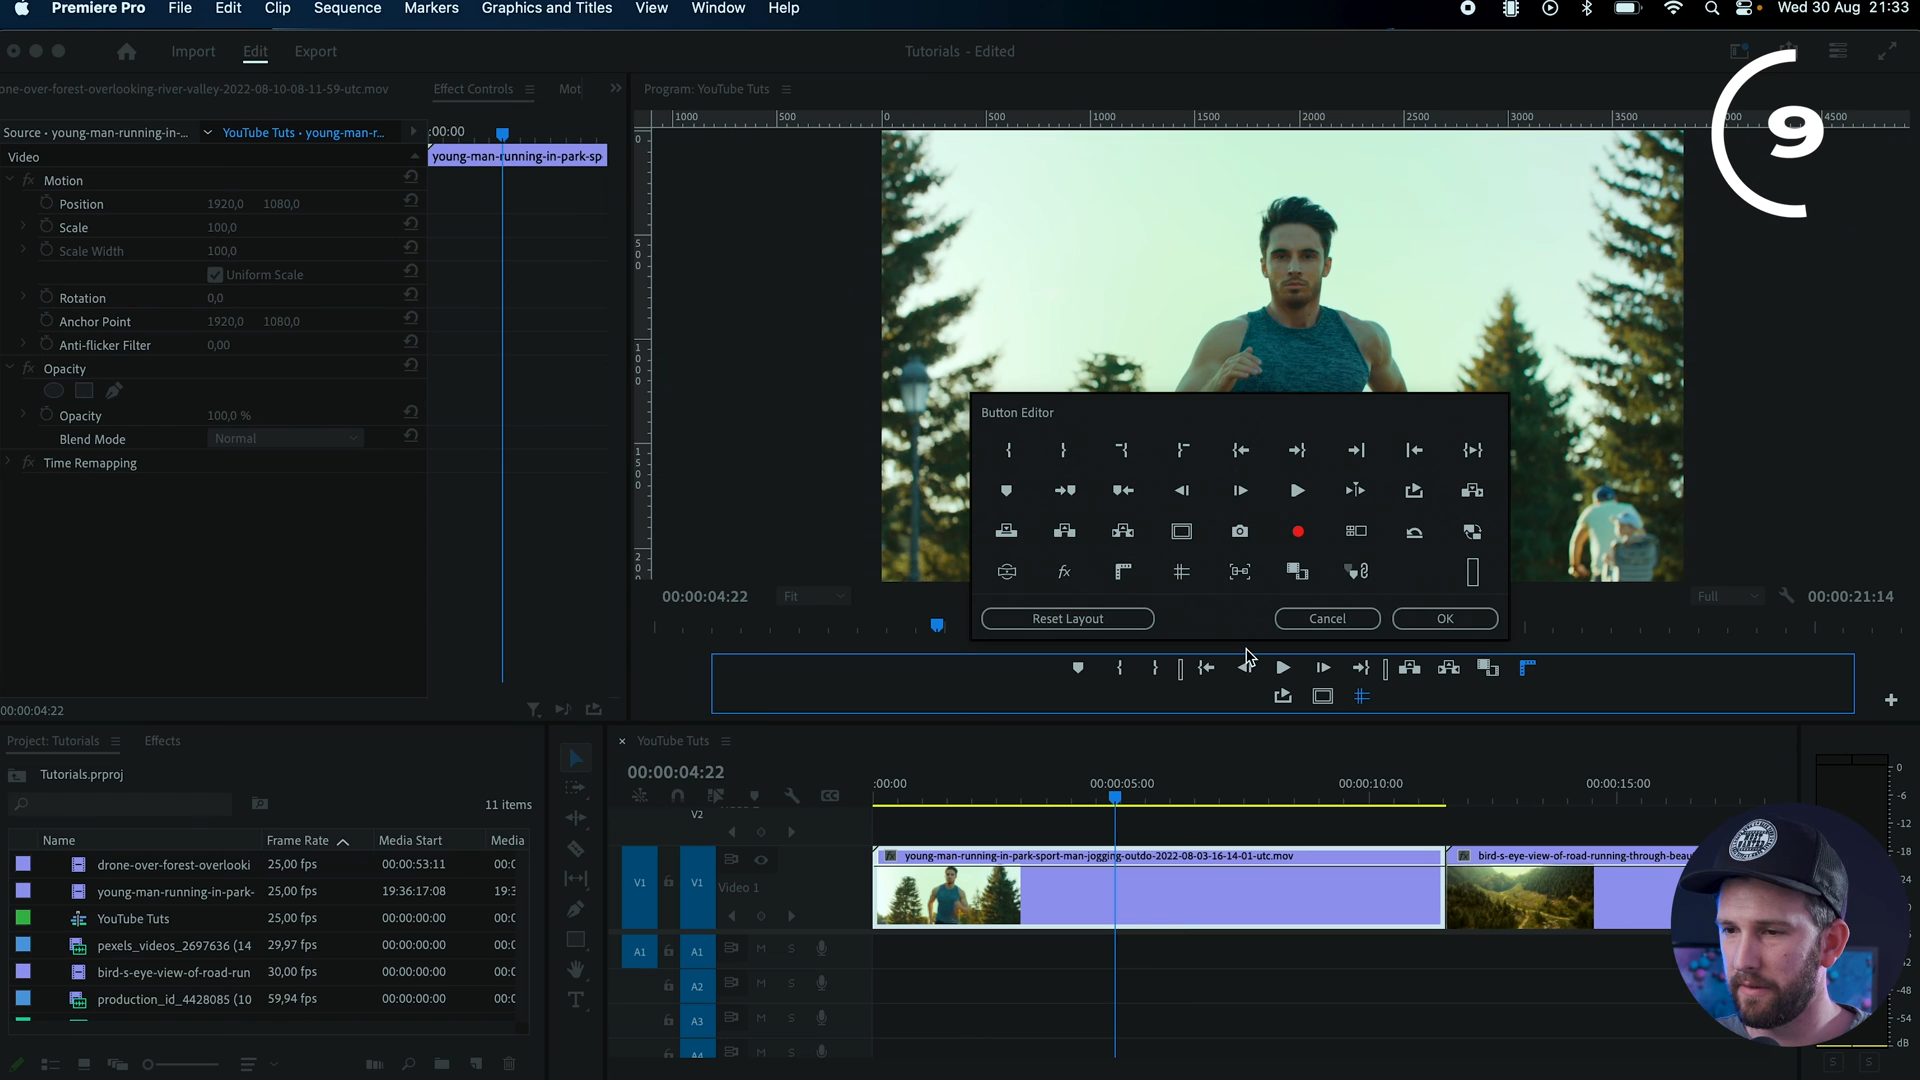 Premiere Pro File Edit Clip Sequence Markers Graphics and Titles View Window Help Wed 30 Aug 21:33
Import Edit Export Tutorials - Edited
9
one-over-forest-overlooking-river-valley-2022-08-10-08-11-59-utc.mov Effect Controls Mot Program: YouTube Tuts
Source • young-man-running-in-... YouTube Tuts • young-man-r... :00:00
1000 500 0 500 1000 1500 2000 2500 3000 3500 4500
Video
young-man-running-in-park-sp
fx Motion
Position 1920,0 1080,0
Scale 100,0
Scale Width 100,0
Uniform Scale
Rotation 0,0
Anchor Point 1920,0 1080,0
Anti-flicker Filter 0,00
fx Opacity
Opacity 100,0 %
Blend Mode Normal
fx Time Remapping
0
500
1000
1500
Button Editor
fx
Reset Layout Cancel OK
00:00:04:22 Fit Full 00:00:21:14
00:00:04:22
Project: Tutorials Effects
Tutorials.prproj
11 items
Name Frame Rate Media Start Media
drone-over-forest-overlooki 25,00 fps 00:00:53:11 00:0
young-man-running-in-park- 25,00 fps 19:36:17:08 19:3
YouTube Tuts 25,00 fps 00:00:00:00 00:0
pexels_videos_2697636 (14 29,97 fps 00:00:00:00 00:0
bird-s-eye-view-of-road-run 30,00 fps 00:00:00:00 00:0
production_id_4428085 (10 59,94 fps 00:00:00:00 00:0
YouTube Tuts
00:00:04:22
:00:00 00:00:05:00 00:00:10:00 00:00:15:00
CC
V2
V1 V1 Video 1
fx young-man-running-in-park-sport-man-jogging-outdo-2022-08-03-16-14-01-utc.mov
fx bird-s-eye-view-of-road-running-through-beau
A1 A1 M S
A2 M S
A3 M S
A4 M S
0
-6
-12
-18
24
-48
-54
dB
S S